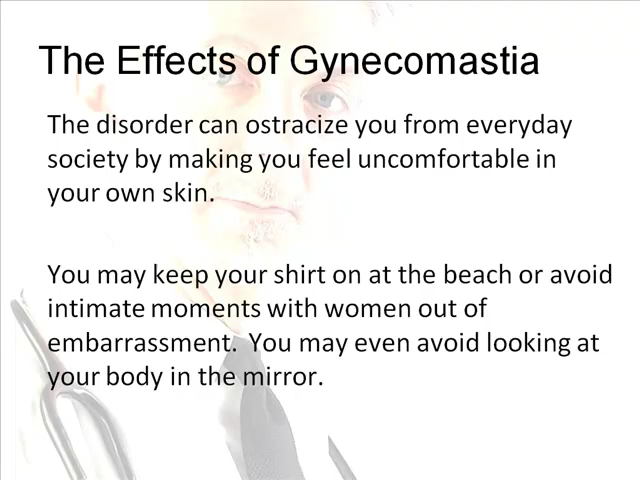 The Effects of Gynecomastia
The disorder can ostracize you from everyday
society by making you feel uncomfortable in
your own skin.
You may keep your shirt on at the beach or avoid
intimate moments with women out of
embarrassment.  You may even avoid looking at
your body in the mirror.